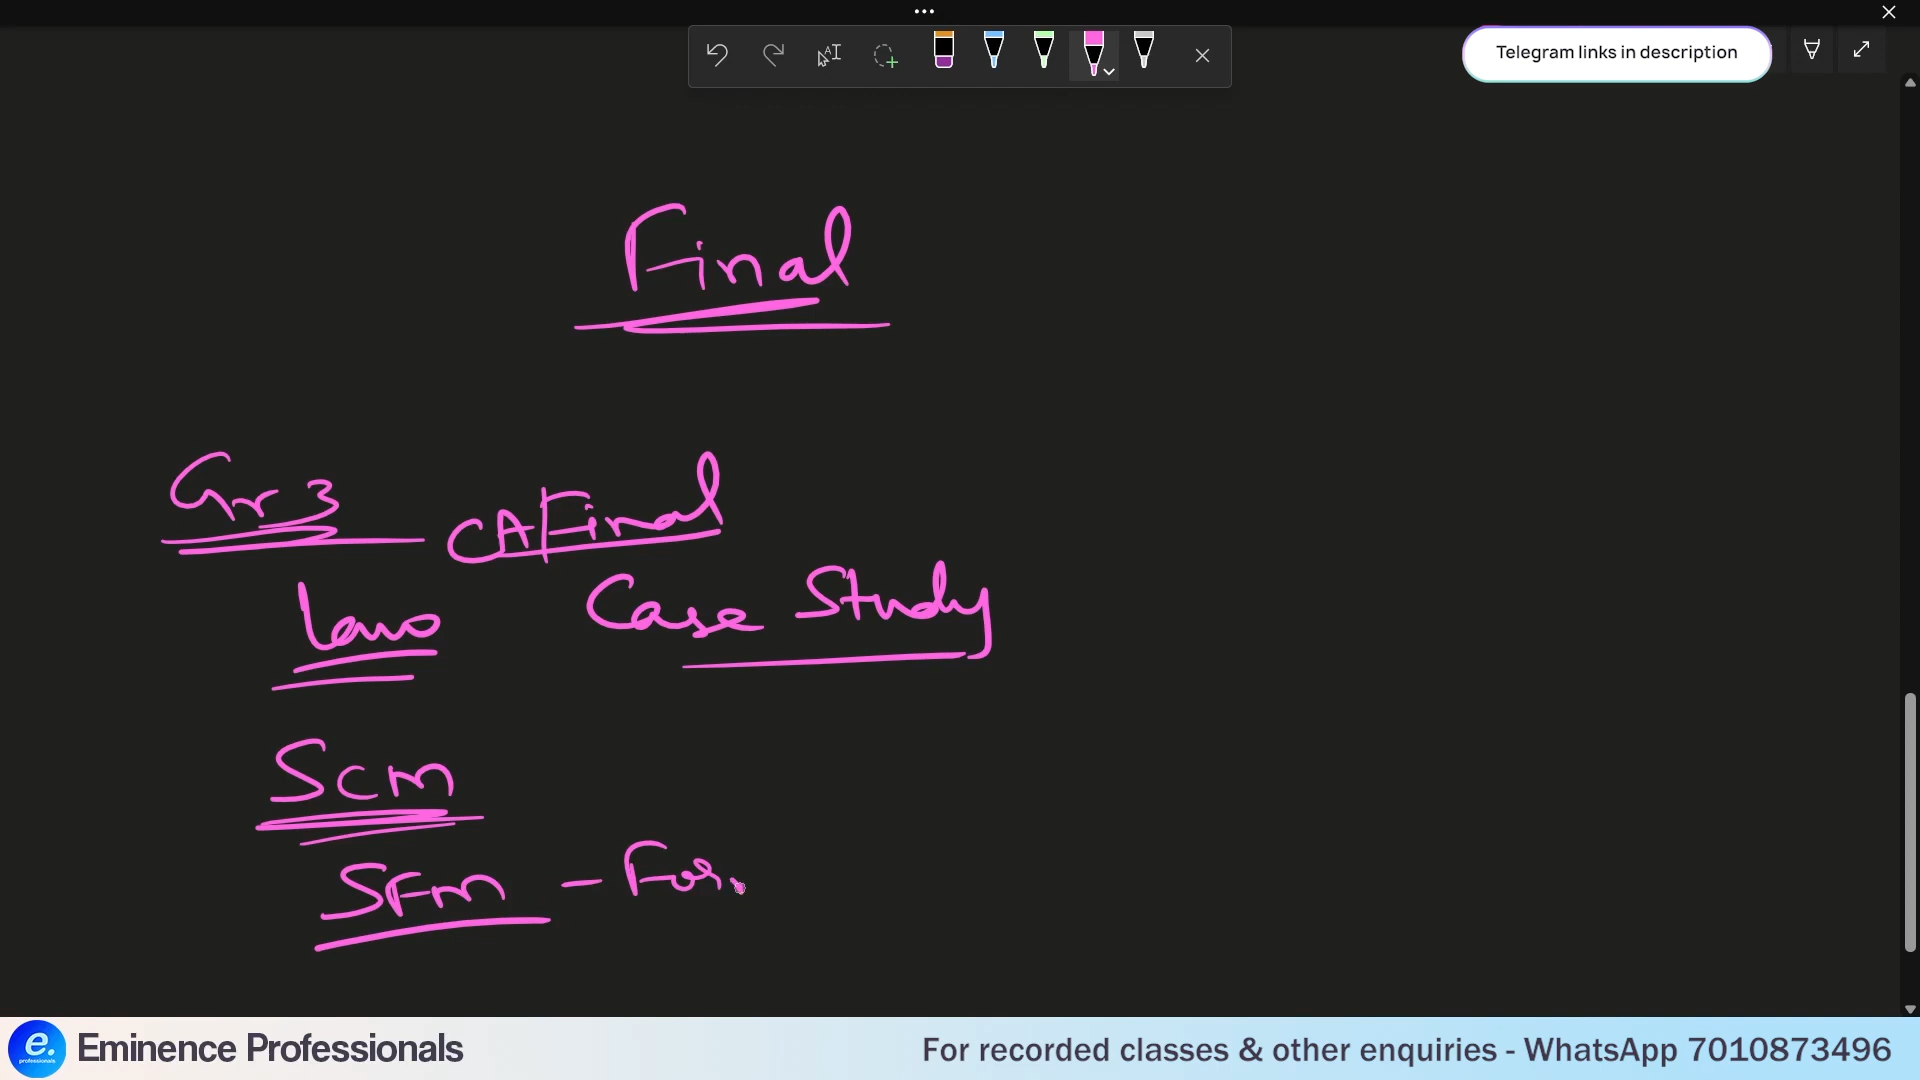 Telegram links in description
Final
Gr 3 CA Final
Law Case Study
Scm
SFm - For
e.
professionals
Eminence Professionals
For recorded classes & other enquiries - WhatsApp 7010873496